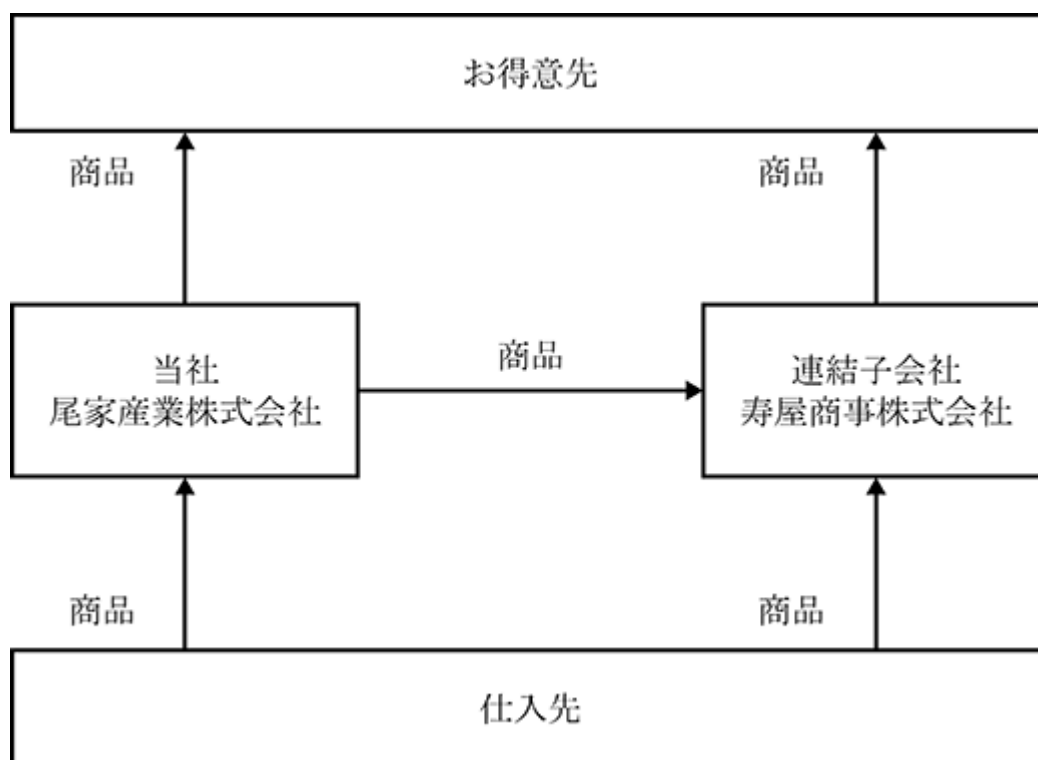 お得意先
商品
商品
当社
尾家産業株式会社
商品
連結子会社
寿屋商事株式会社
商品
商品
仕入先